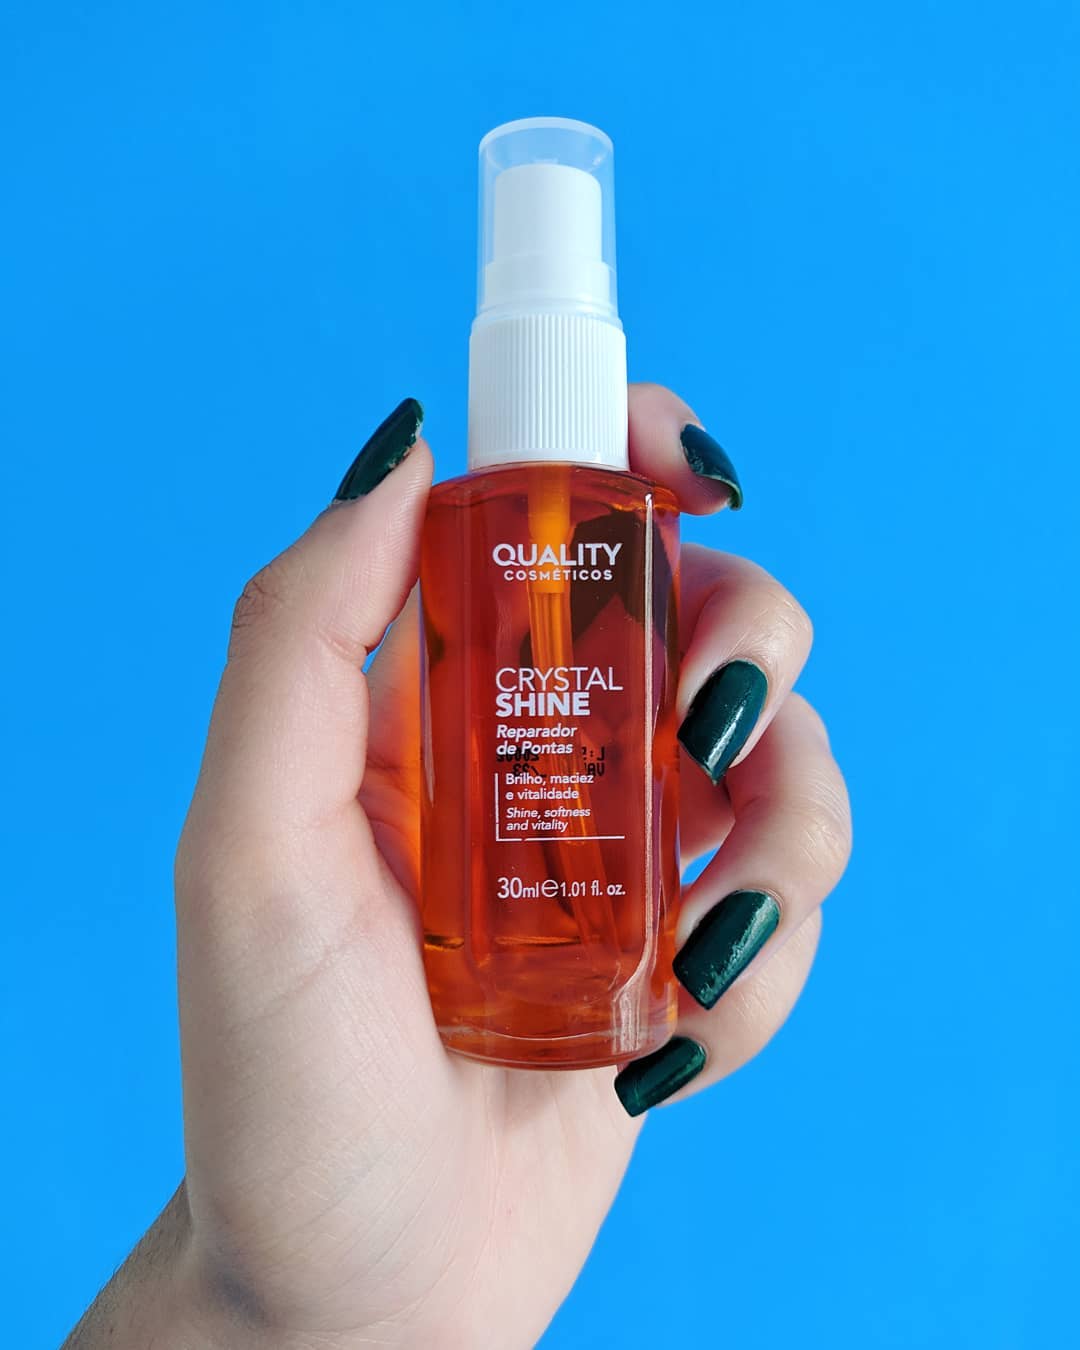 QUALITY
COSMÉTICOS
CRYSTAL
SHINE
Reparador
de Pontas
Brilho, maciez
e vitalidade
Shine, softness
and vitality
30ml℮1.01 fl. oz.